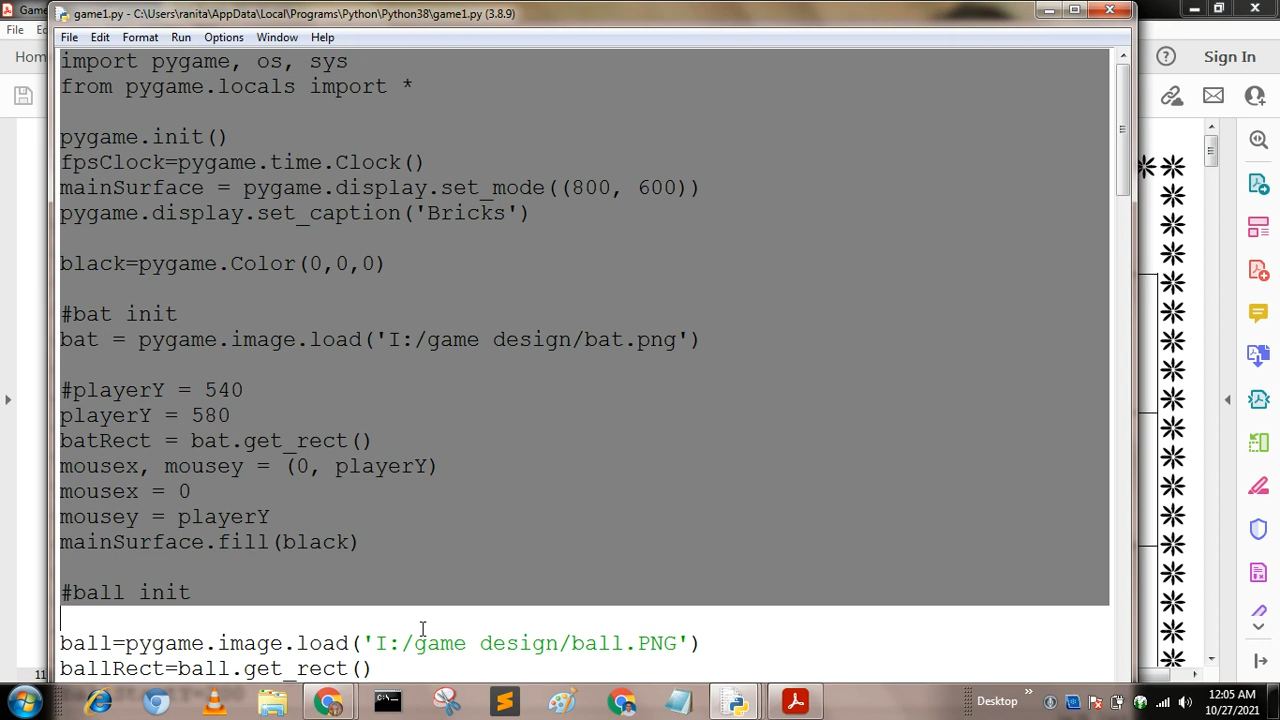 game1.py - C:\Users\ranita\AppData\Local\Programs\Python\Python38\game1.py (3.8.9)
File Edit Format Run Options Window Help
import pygame, os, sys
from pygame.locals import *
pygame.init()
fpsClock=pygame.time.Clock()
mainSurface = pygame.display.set_mode((800, 600))
pygame.display.set_caption('Bricks')
black=pygame.Color(0,0,0)
#bat init
bat = pygame.image.load('I:/game design/bat.png')
#playerY = 540
playerY = 580
batRect = bat.get_rect()
mousex, mousey = (0, playerY)
mousex = 0
mousey = playerY
mainSurface.fill(black)
#ball init
ball=pygame.image.load('I:/game design/ball.PNG')
ballRect=ball.get_rect()
Game
File
Hom
Sign In
11
Desktop
12:05 AM
10/27/2021